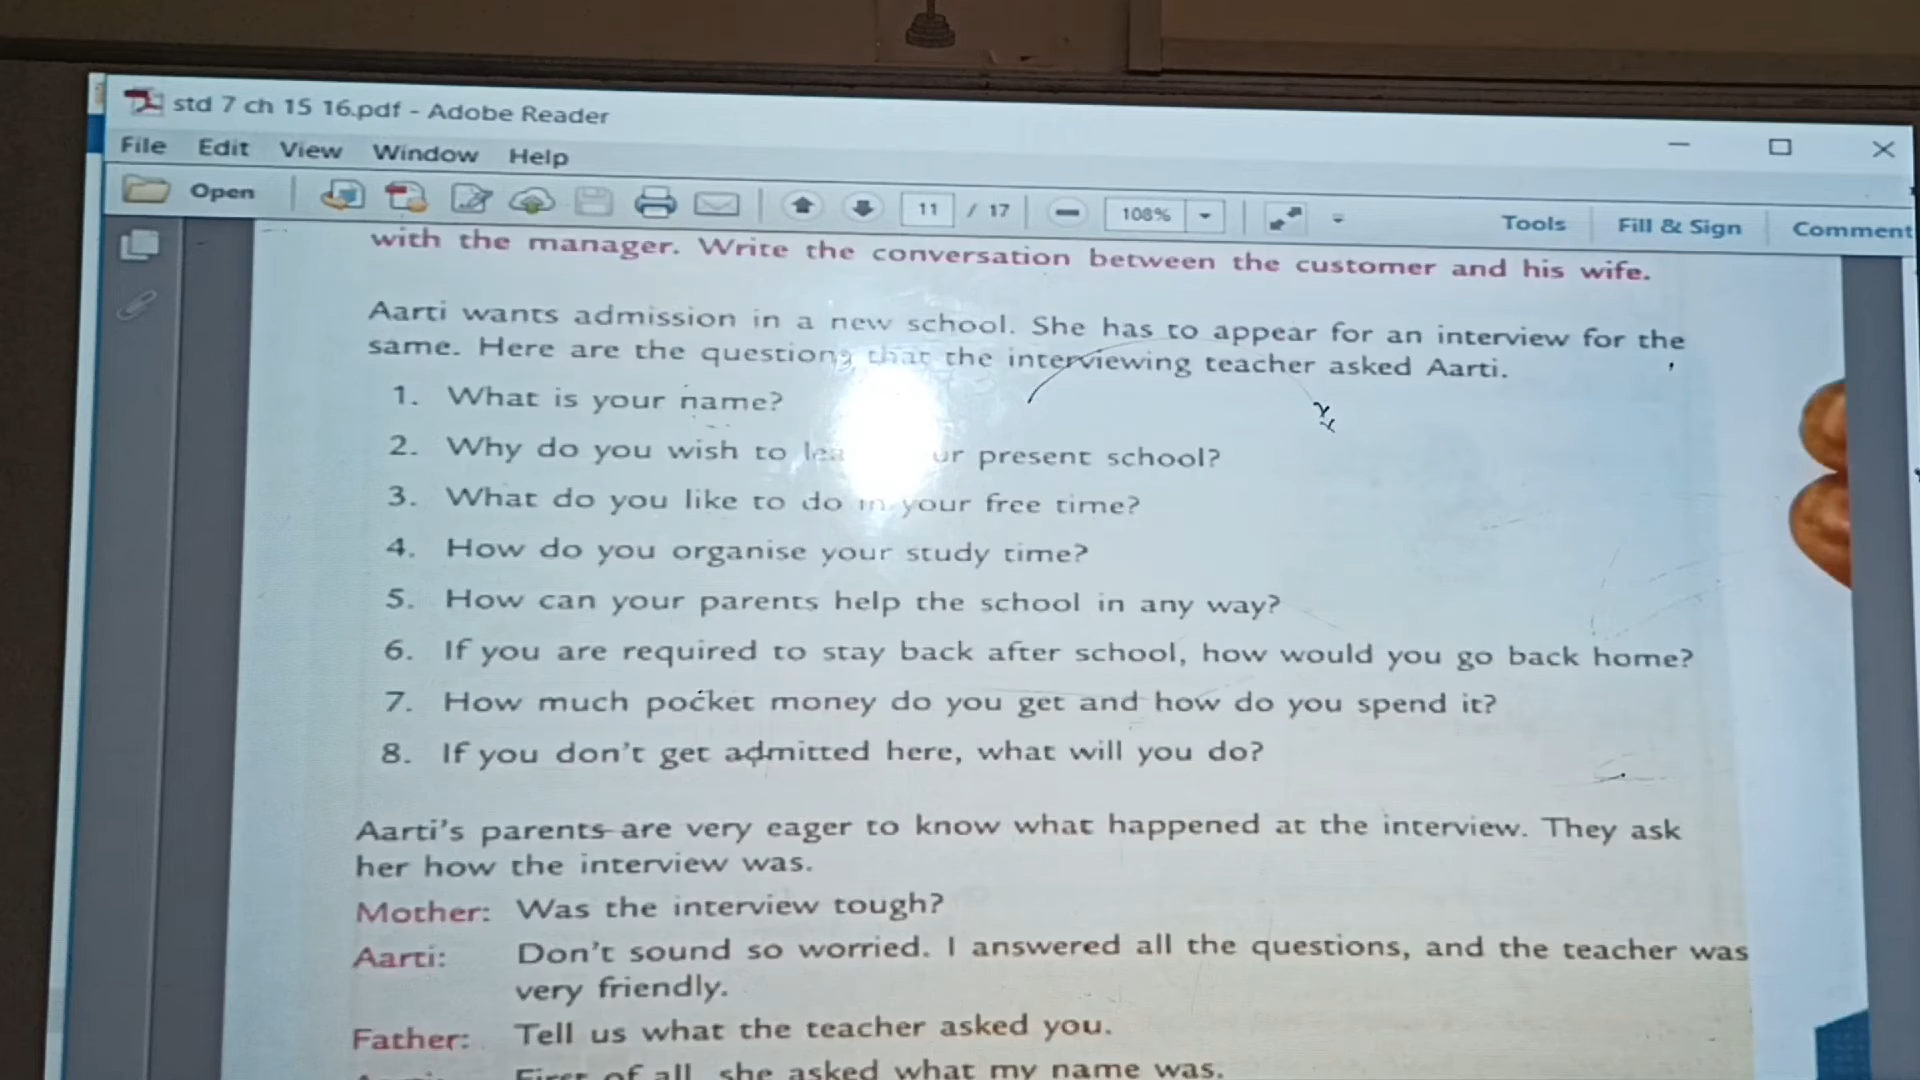 std 7 ch 15 16.pdf - Adobe Reader
File Edit View Window Help
Open 11 / 17 108% Tools Fill & Sign Comment
with the manager. Write the conversation between the customer and his wife.
Aarti wants admission in a new school. She has to appear for an interview for the
same. Here are the questions that the interviewing teacher asked Aarti.
1. What is your name?
2. Why do you wish to present school?
3. What do you like to do in your free time?
4. How do you organise your study time?
5. How can your parents help the school in any way?
6. If you are required to stay back after school, how would you go back home?
7. How much pocket money do you get and how do you spend it?
8. If you don't get admitted here, what will you do?
Aarti's parents are very eager to know what happened at the interview. They ask
her how the interview was.
Mother: Was the interview tough?
Aarti: Don't sound so worried. I answered all the questions, and the teacher was
very friendly.
Father: Tell us what the teacher asked you.
First of all, she asked what my name was.